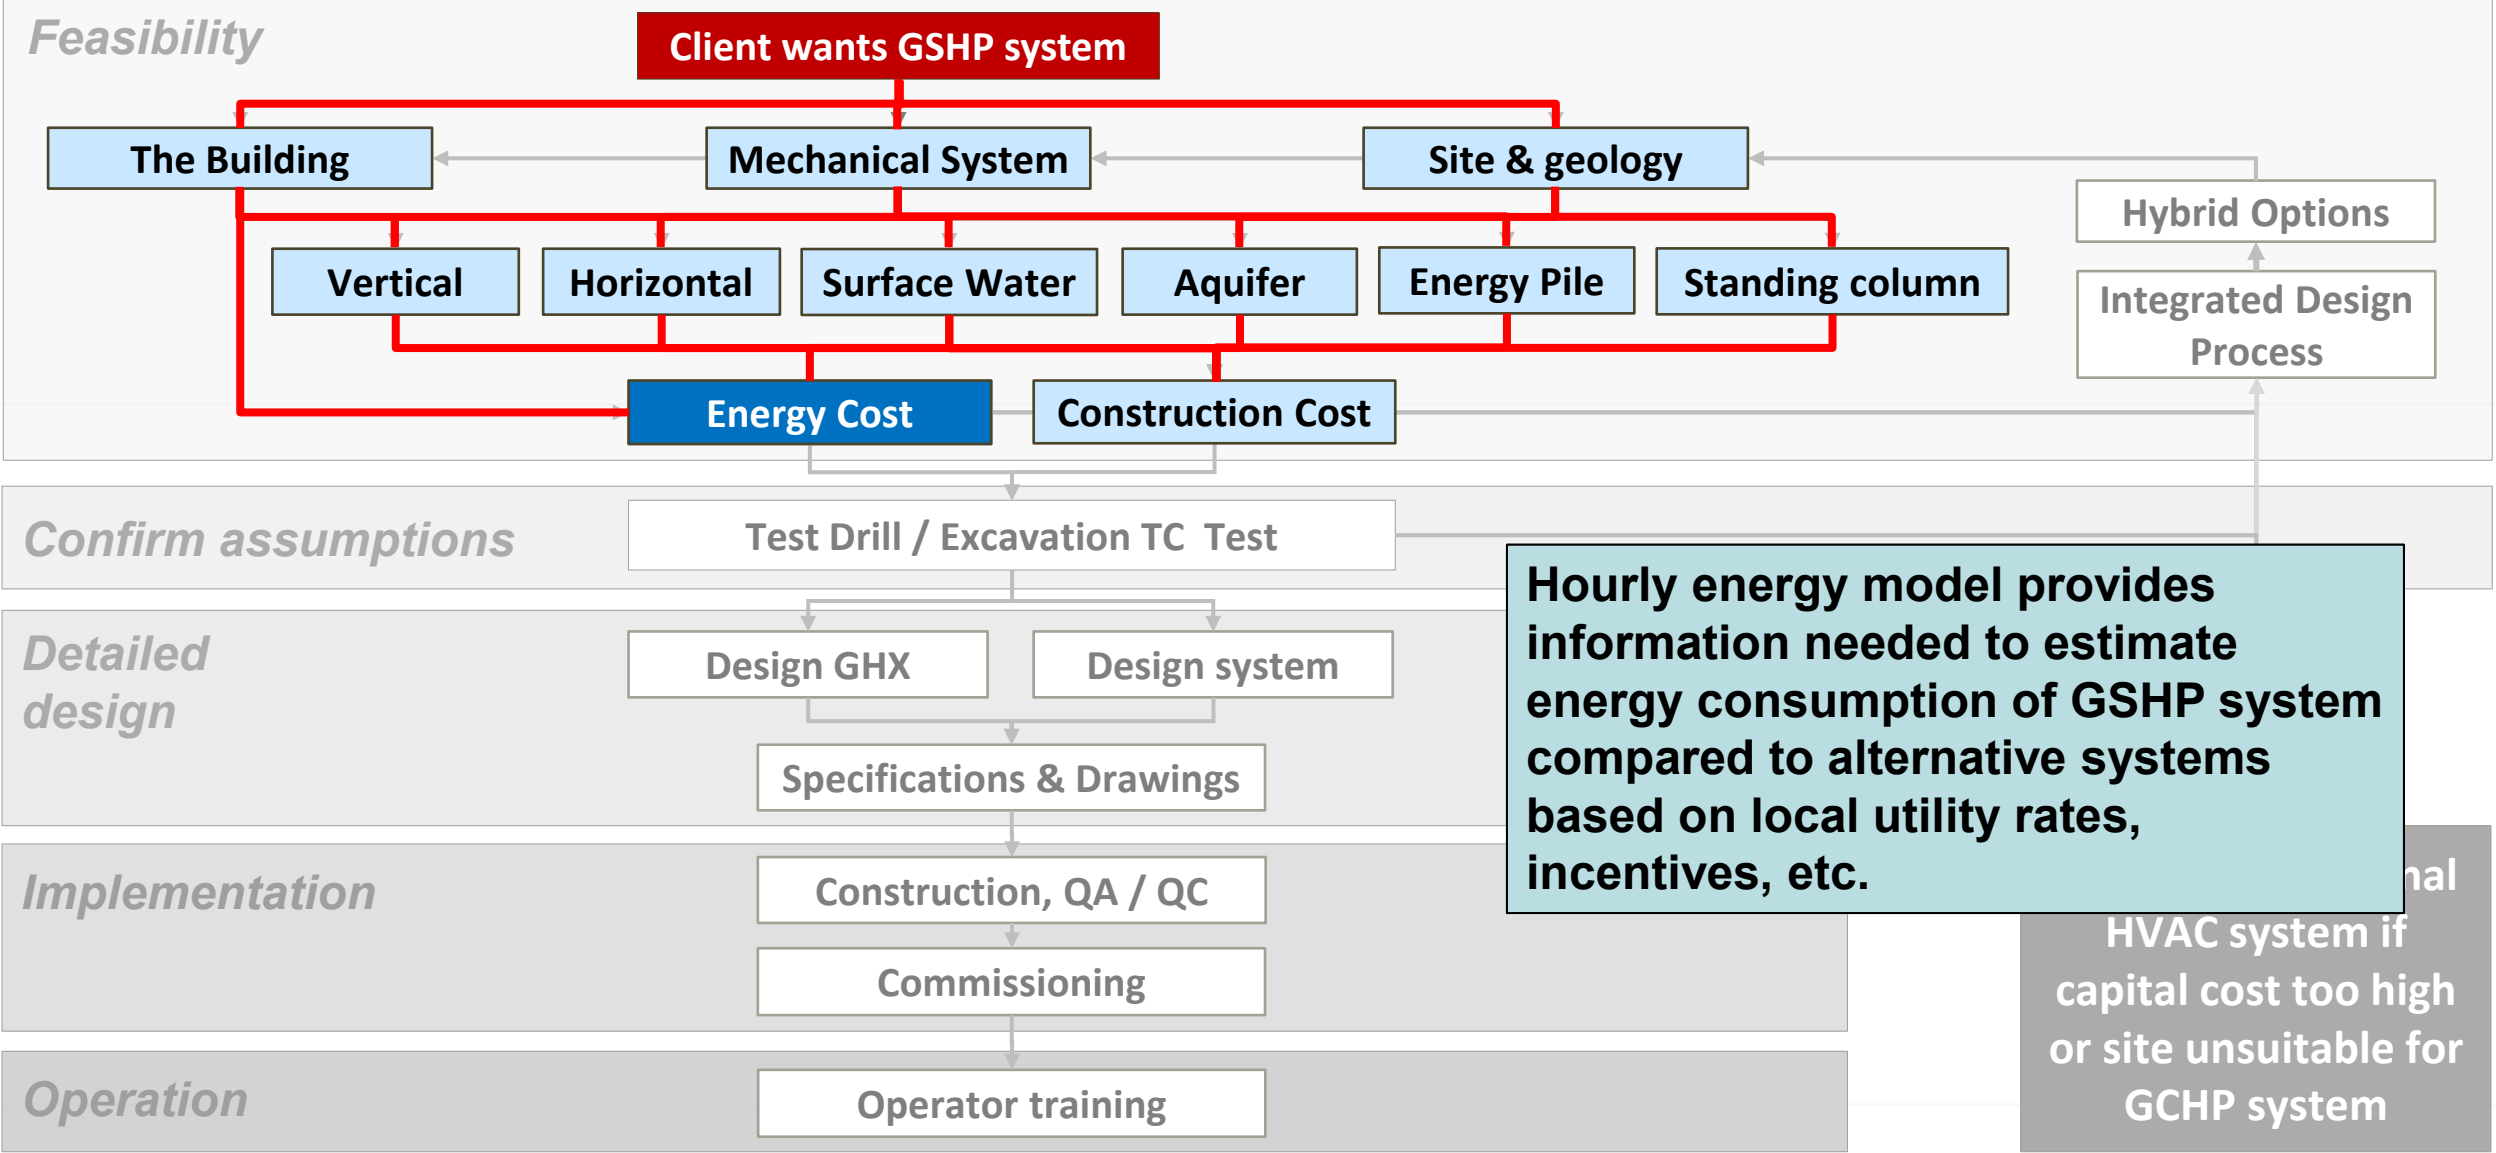 Feasibility
Client wants GSHP system
The Building
Mechanical System
Site & geology
Hybrid Options
Vertical
Horizontal
Surface Water
Aquifer
Energy Pile
Standing column
Integrated Design
Process
Energy Cost
Construction Cost
Confirm assumptions
Test Drill / Excavation TC Test
Hourly energy model provides
information needed to estimate
energy consumption of GSHP system
compared to alternative systems
based on local utility rates,
incentives, etc.
Detailed
design
Design GHX
Design system
Specifications & Drawings
Implementation
Construction, QA / QC
Commissioning
HVAC system if
capital cost too high
or site unsuitable for
GCHP system
Operation
Operator training